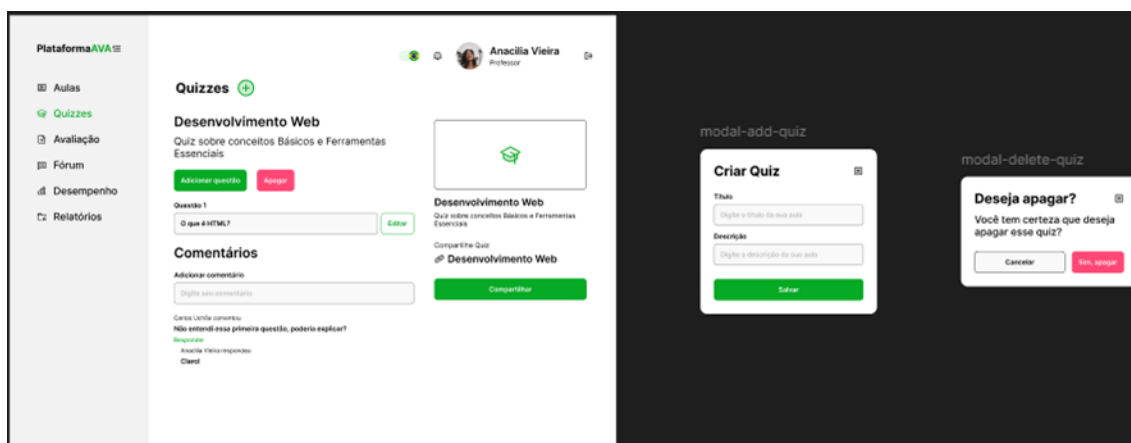 PlataformaAVA
Aulas
Quizzes
Avaliação
Fórum
Desempenho
Relatórios
Anacilia Vieira
Professor
Quizzes
Desenvolvimento Web
Quiz sobre conceitos Básicos e Ferramentas
Essenciais
Adicionar questão
Apagar
Questão 1
O que é HTML?
Editar
Comentários
Adicionar comentário
Digite seu comentário
Carlos Uchôa comentou
Não entendi essa primeira questão, poderia explicar?
Responder
Anacilia Vieira respondeu
Claro!
Desenvolvimento Web
Quiz sobre conceitos Básicos e Ferramentas
Essenciais
Compartilhe Quiz
Desenvolvimento Web
Compartilhar
modal-add-quiz
Criar Quiz
Título
Digite o título da sua aula
Descrição
Digite a descrição da sua aula
Salvar
modal-delete-quiz
Deseja apagar?
Você tem certeza que deseja
apagar esse quiz?
Cancelar
Sim, apagar